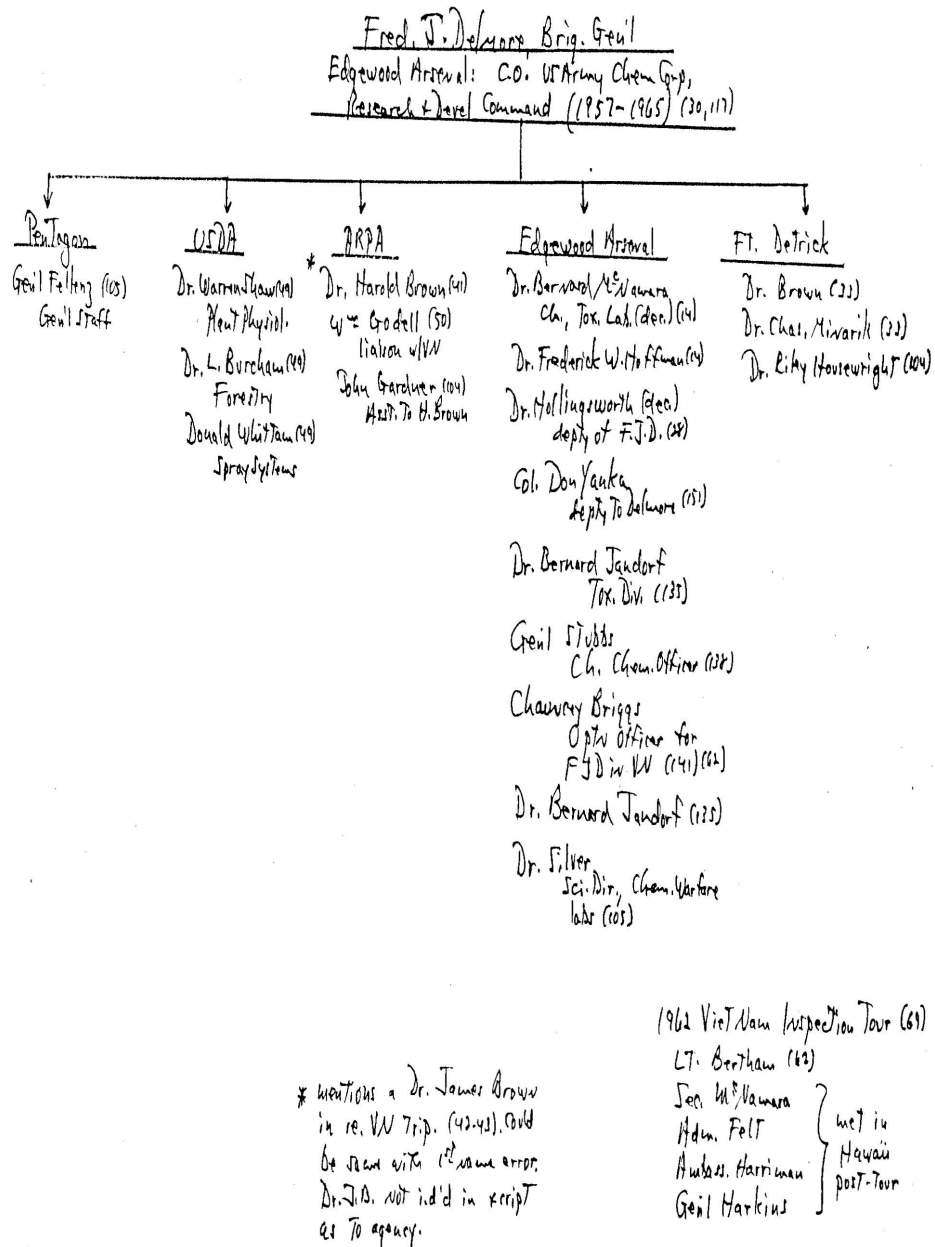 Fred. J. Delmore, Brig. Gen'l
Edgewood Arsenal: C.O. US Army Chem Corp,
Research + Devel Command (1957-1965) (30,117)
Pentagon
Gen'l Feltenz (105)
Gen'l Staff
USDA
Dr. Warren Shaw (49)
Plant Physiol.
Dr. L. Burcham (49)
Forestry
Donald Whittam (49)
Spray Systems
* ARPA
Dr. Harold Brown (41)
Wm Godell (50)
liaison w/VN
John Gardner (104)
Asst. To H. Brown
Edgewood Arsenal
Dr. Bernard McNamara
Ch., Tox. Lab. (dec.) (14)
Dr. Frederick W. Hoffman (14)
Dr. Hollingsworth (dec.)
depty of F.J.D. (28)
Col. Don Yanka
depty To Delmore (151)
Dr. Bernard Jandorf
Tox. Div. (135)
Gen'l Stubbs
Ch. Chem. Officer (138)
Chauncey Briggs
Optn Officer for
FJD in VN (141) (62)
Dr. Bernard Jandorf (135)
Dr. Silver
Sci. Dir., Chem. Warfare
labs (105)
Ft. Detrick
Dr. Brown (33)
Dr. Chas. Minarik (33)
Dr. Riley Housewright (104)
* mentions a Dr. James Brown
in re. VN Trip. (42-43). Could
be same with 1st name error.
Dr. J.B. not i.d'd in xcript
as To agency.
1962 Viet Nam Inspection Tour (69)
LT. Bertham (62)
Sec. McNamara
Adm. Felt
Ambass. Harriman
Gen'l Harkins
met in
Hawaii
post-Tour